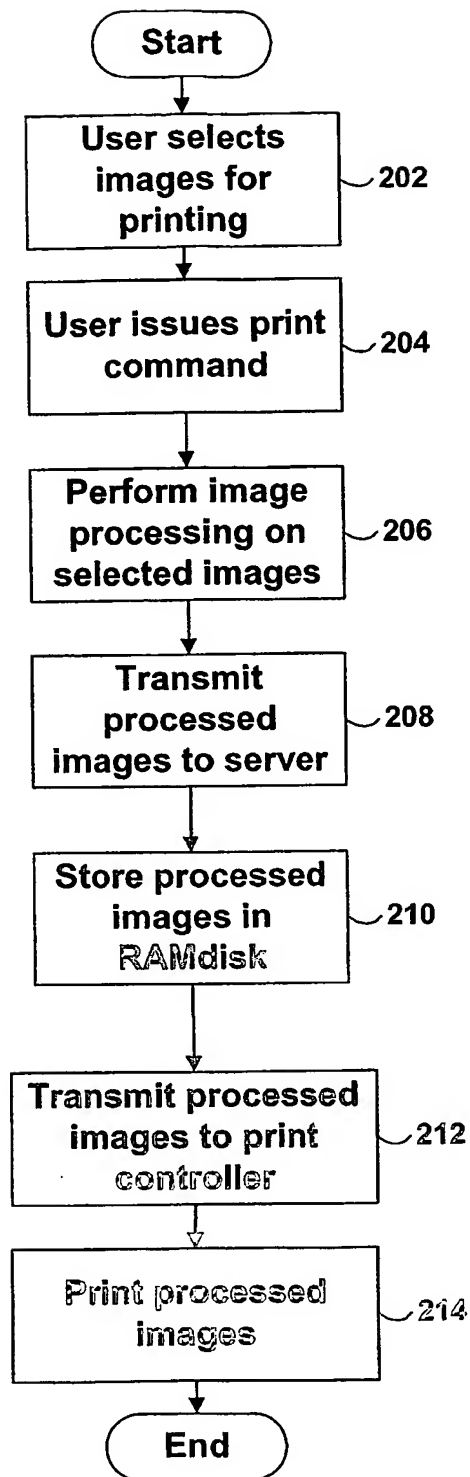 Start
User selects
images for
printing
202
User issues print
command
204
Perform image
processing on
selected images
206
Transmit
processed
images to server
208
Store processed
images in
RAMdisk
210
Transmit processed
images to print
controller
212
Print processed
images
214
End